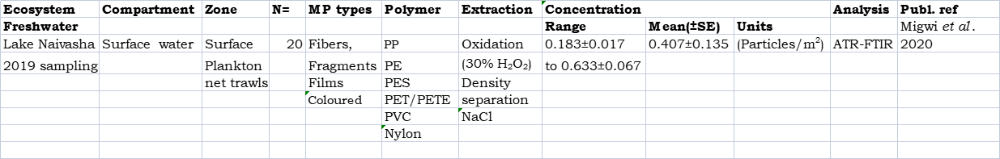 Ecosystem Compartment Zone N= MP types Polymer Extraction Concentration Analysis Publ. ref
Freshwater Range Mean(±SE) Units Migwi et al.
Lake Naivasha Surface water Surface 20 Fibers, PP Oxidation 0.183±0.017 0.407±0.135 (Particles/m²) ATR-FTIR 2020
2019 sampling Plankton Fragments PE (30% H₂O₂) to 0.633±0.067
net trawls Films PES Density
Coloured PET/PETE separation
PVC NaCl
Nylon